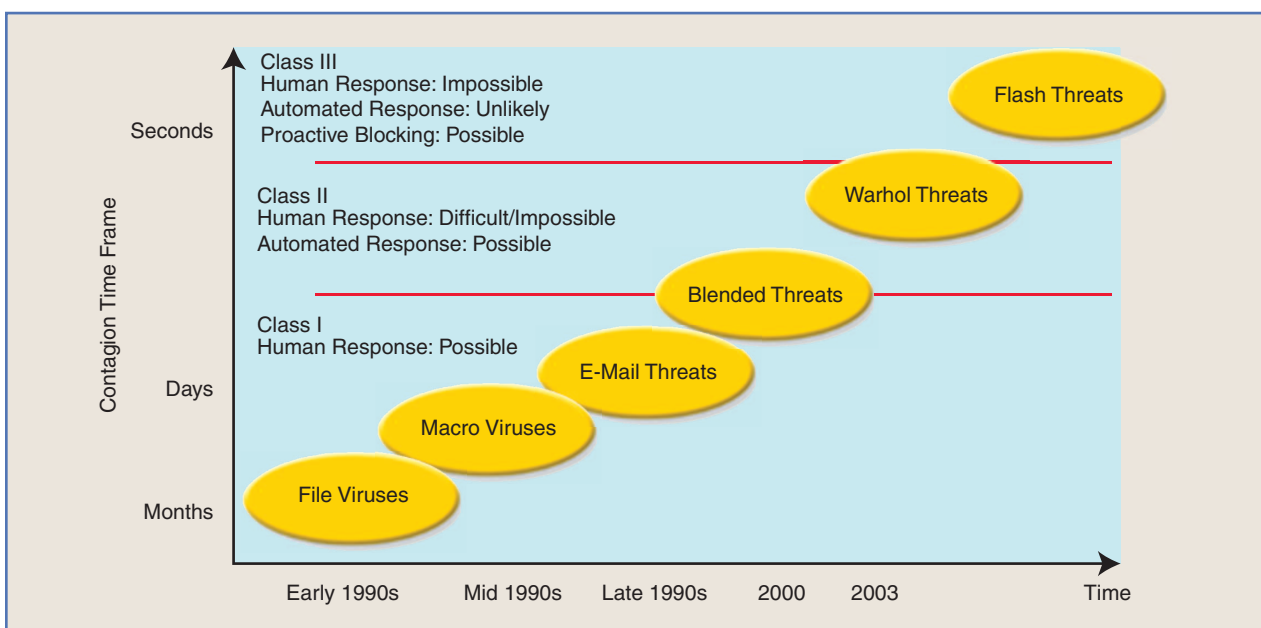 Class III
Human Response: Impossible
Automated Response: Unlikely
Proactive Blocking: Possible
Flash Threats
Seconds
Class II
Human Response: Difficult/Impossible
Automated Response: Possible
Warhol Threats
Contagion Time Frame
Blended Threats
Class I
Human Response: Possible
E-Mail Threats
Days
Macro Viruses
File Viruses
Months
Early 1990s
Mid 1990s
Late 1990s
2000
2003
Time